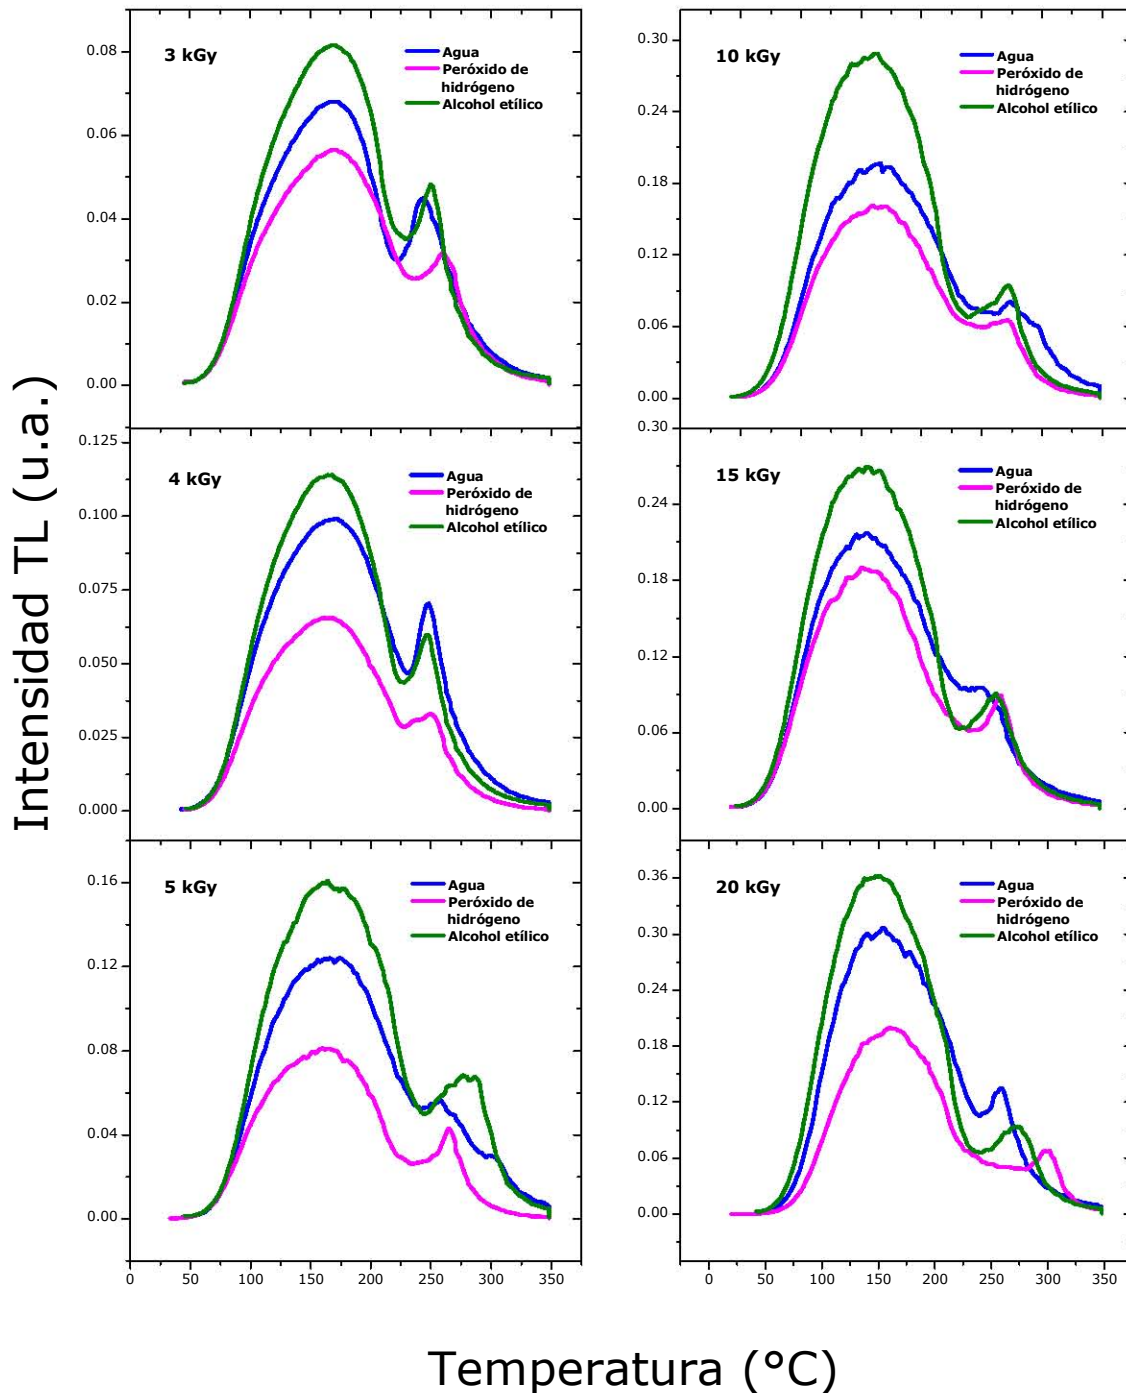 Intensidad TL (u.a.)
3 kGy
Agua
Peróxido de
hidrógeno
Alcohol etílico
0.08
0.06
0.04
0.02
0.00
4 kGy
Agua
Peróxido de
hidrógeno
Alcohol etílico
0.125
0.100
0.075
0.050
0.025
0.000
5 kGy
Agua
Peróxido de
hidrógeno
Alcohol etílico
0.16
0.12
0.08
0.04
0.00
0 50 100 150 200 250 300 350
10 kGy
Agua
Peróxido de
hidrógeno
Alcohol etílico
0.30
0.24
0.18
0.12
0.06
0.00
15 kGy
Agua
Peróxido de
hidrógeno
Alcohol etílico
0.30
0.24
0.18
0.12
0.06
0.00
20 kGy
Agua
Peróxido de
hidrógeno
Alcohol etílico
0.36
0.30
0.24
0.18
0.12
0.06
0.00
0 50 100 150 200 250 300 350
Temperatura (°C)